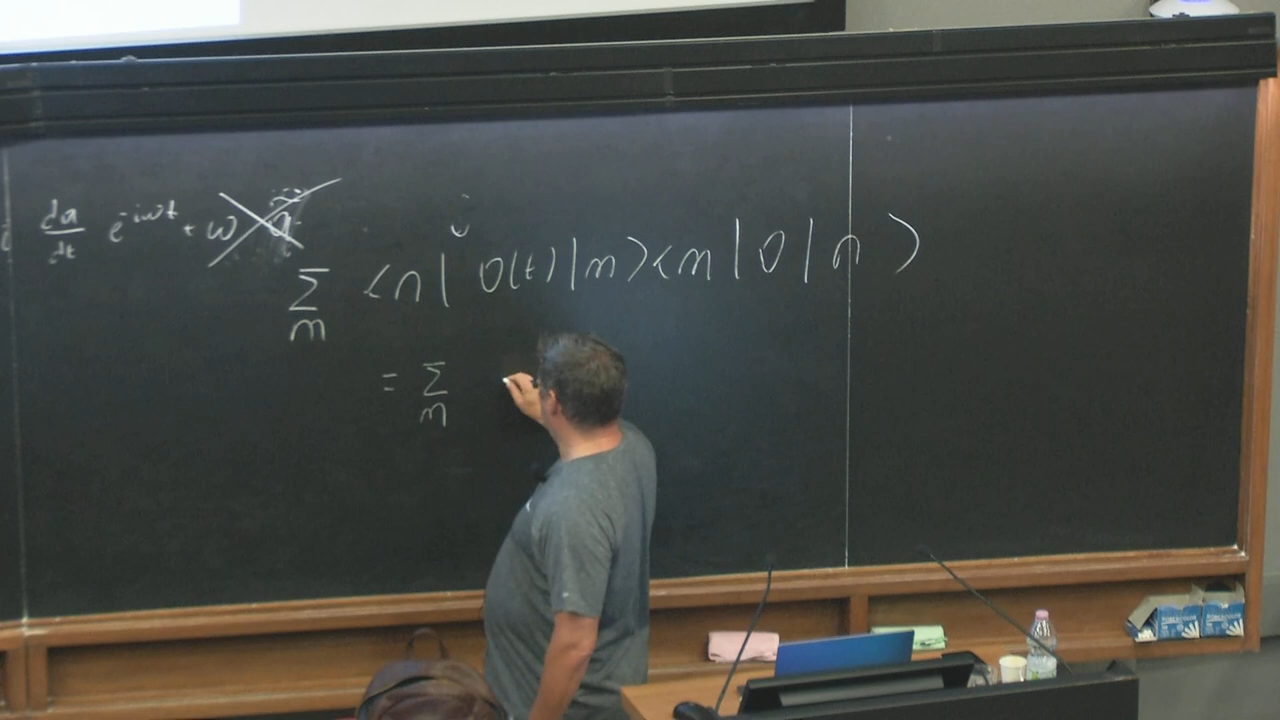 da/dt e^{-iωt} + ω ã
Σ_m <n| O(t) |m><m| O | n >
= Σ_m